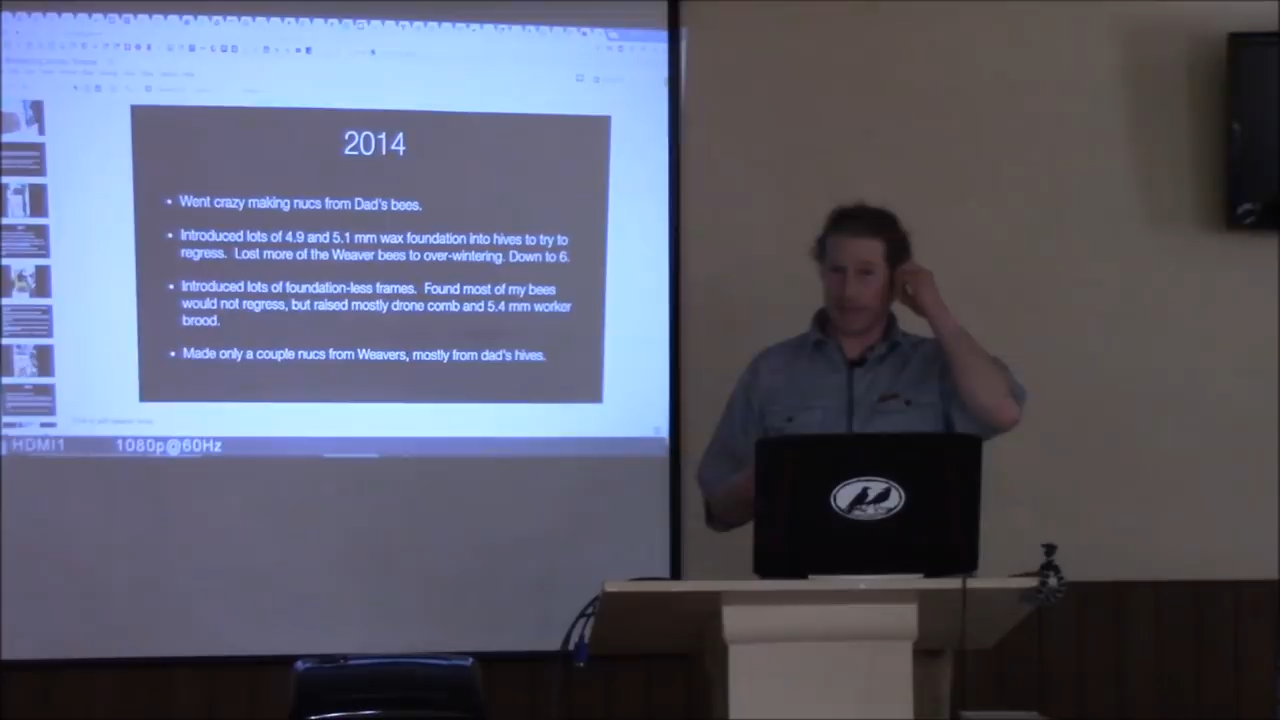 2014
• Went crazy making nucs from Dad's bees.
• Introduced lots of 4.9 and 5.1 mm wax foundation into hives to try to
regress. Lost more of the Weaver bees to over-wintering. Down to 6.
• Introduced lots of foundation-less frames. Found most of my bees
would not regress, but raised mostly drone comb and 5.4 mm worker
brood.
• Made only a couple nucs from Weavers, mostly from dad's hives.
HDMI1 1080p@60Hz